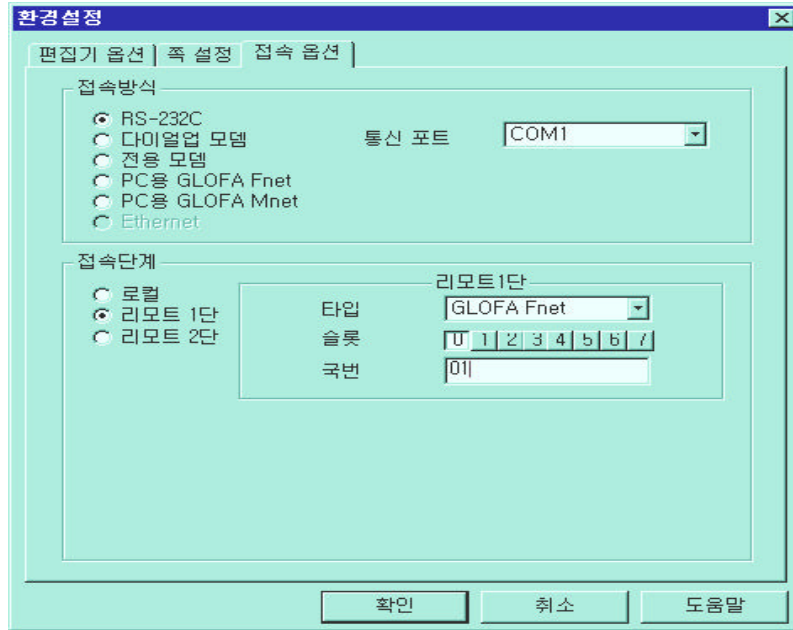 환경설정
편집기 옵션 쪽 설정 접속 옵션
접속방식
RS-232C
다이얼업 모뎀
통신 포트 COM1
전용 모뎀
PC용 GLOFA Fnet
PC용 GLOFA Mnet
Ethernet
접속단계
로컬
리모트 1단
리모트 2단
리모트1단
타입 GLOFA Fnet
슬롯 0 1 2 3 4 5 6 7
국번 01
확인 취소 도움말